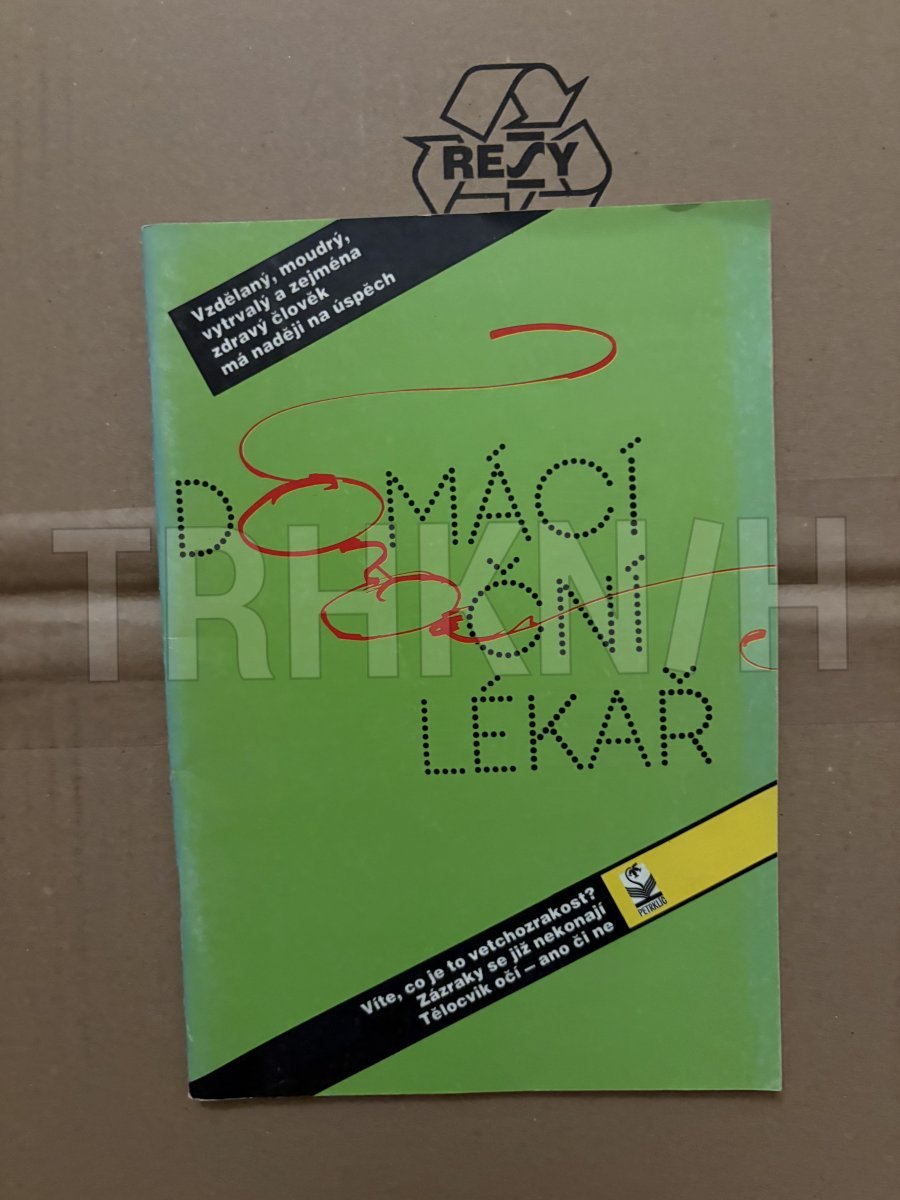 RESY
Vzdělaný, moudrý,
vytrvalý a zejména
zdravý člověk
má naději na úspěch
DOMÁCÍ
OČNÍ
LÉKAŘ
TRHKNIH
Víte, co je to vetchozrakost?
Zázraky se již nekonají
Tělocvik očí – ano či ne
PETRKLÍČ